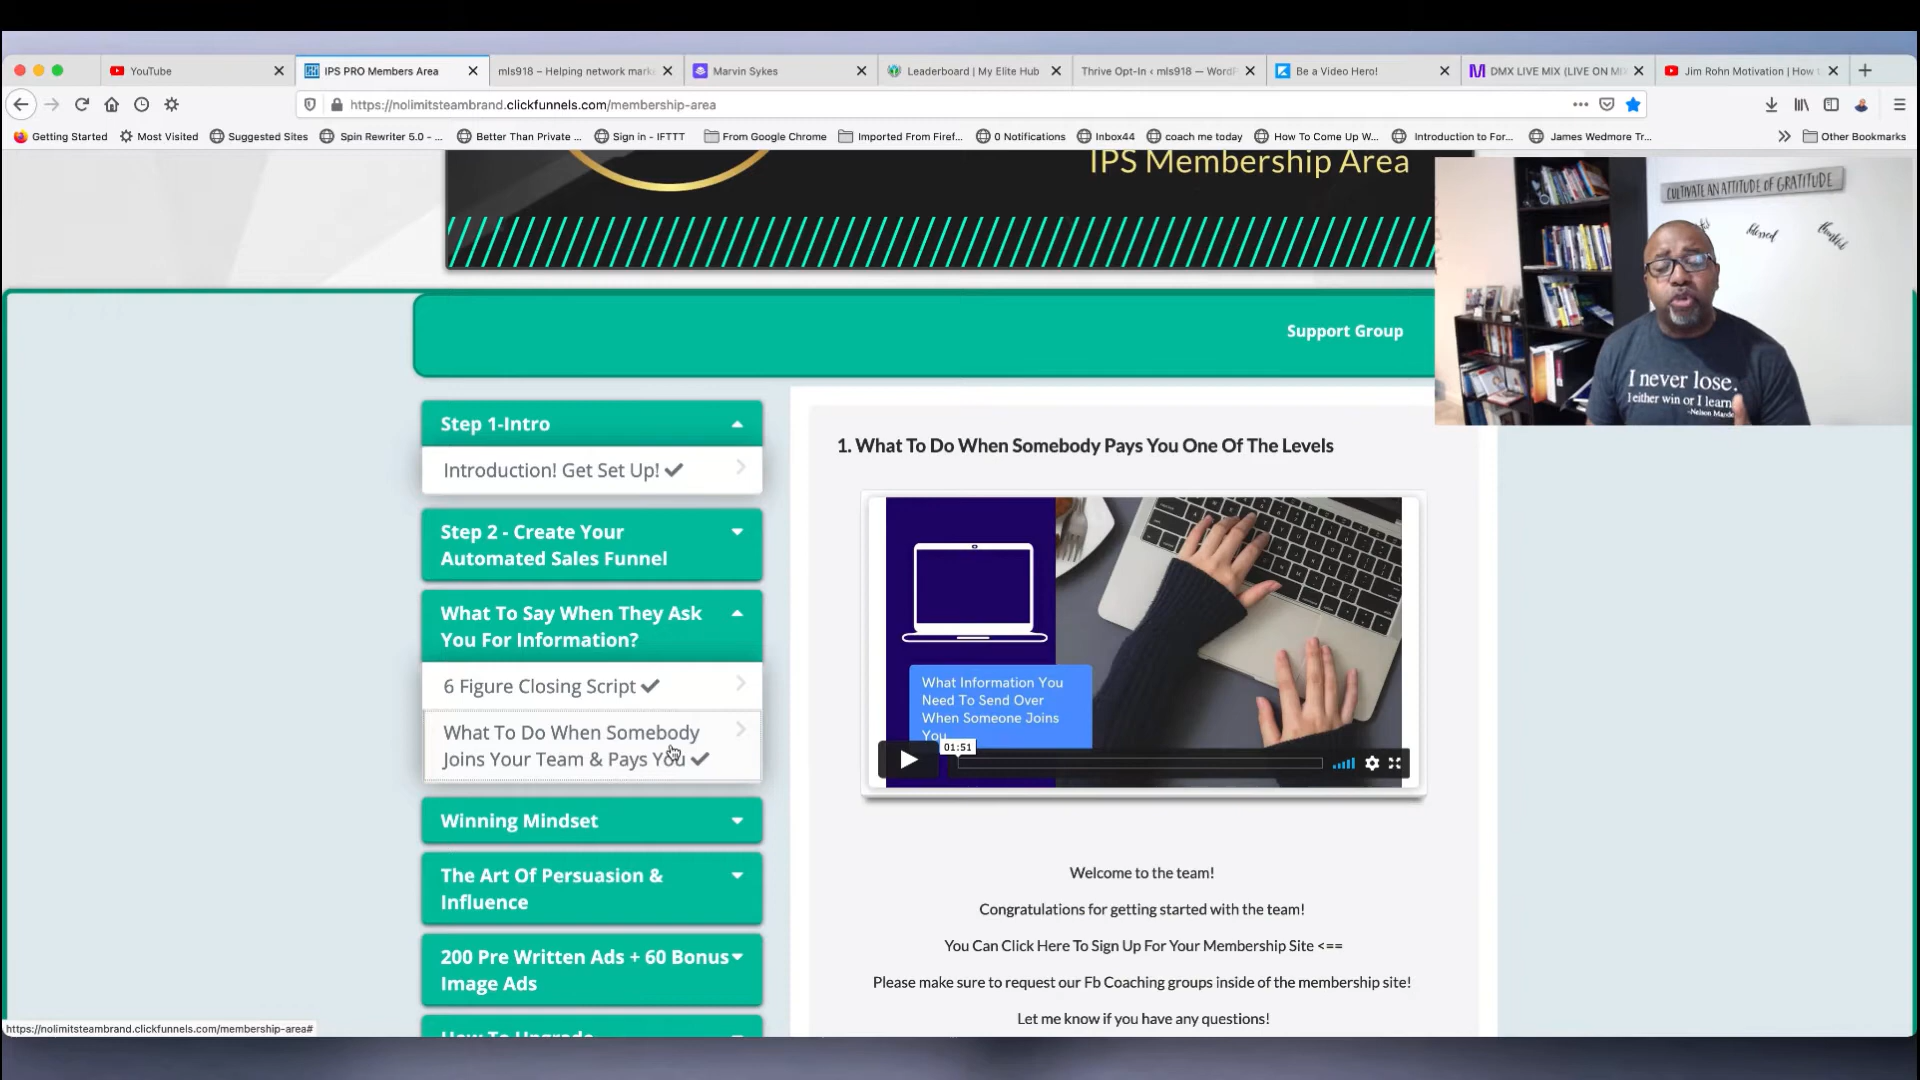 YouTube
IPS PRO Members Area
mls918 – Helping network mark
Marvin Sykes
Leaderboard | My Elite Hub
Thrive Opt-In ‹ mls918 — WordP
Be a Video Hero!
DMX LIVE MIX (LIVE ON MI
Jim Rohn Motivation | How t
https://nolimitsteambrand.clickfunnels.com/membership-area
Getting Started
Most Visited
Suggested Sites
Spin Rewriter 5.0 - ...
Better Than Private ...
Sign in - IFTTT
From Google Chrome
Imported From Firef...
0 Notifications
Inbox44
coach me today
How To Come Up W...
Introduction to For...
James Wedmore Tr...
Other Bookmarks
IPS Membership Area
CULTIVATE AN ATTITUDE OF GRATITUDE
blessed
thankful
I never lose.
I either win or I learn
-Nelson Mande
Support Group
Step 1-Intro
Introduction! Get Set Up!
Step 2 - Create Your
Automated Sales Funnel
What To Say When They Ask
You For Information?
6 Figure Closing Script
What To Do When Somebody
Joins Your Team & Pays You
Winning Mindset
The Art Of Persuasion &
Influence
200 Pre Written Ads + 60 Bonus
Image Ads
How To Upgrade
1. What To Do When Somebody Pays You One Of The Levels
What Information You
Need To Send Over
When Someone Joins
You
01:51
Welcome to the team!
Congratulations for getting started with the team!
You Can Click Here To Sign Up For Your Membership Site <==
Please make sure to request our Fb Coaching groups inside of the membership site!
Let me know if you have any questions!
https://nolimitsteambrand.clickfunnels.com/membership-area#